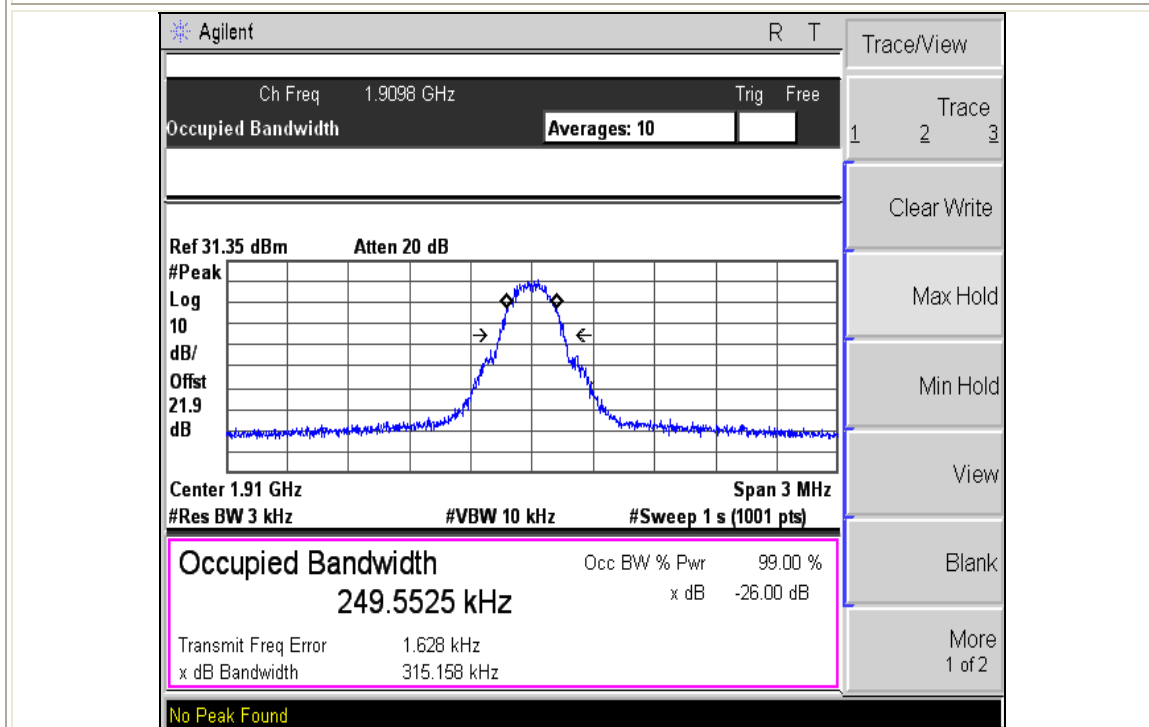 Agilent
R T
Trace/View
Ch Freq 1.9098 GHz
Trig Free
Occupied Bandwidth
Averages: 10
Trace
1 2 3
Clear Write
Max Hold
Min Hold
View
Blank
More
1 of 2
Ref 31.35 dBm
Atten 20 dB
#Peak
Log
10
dB/
Offst
21.9
dB
Center 1.91 GHz
Span 3 MHz
#Res BW 3 kHz
#VBW 10 kHz
#Sweep 1 s (1001 pts)
Occupied Bandwidth
249.5525 kHz
Occ BW % Pwr 99.00 %
x dB -26.00 dB
Transmit Freq Error 1.628 kHz
x dB Bandwidth 315.158 kHz
No Peak Found